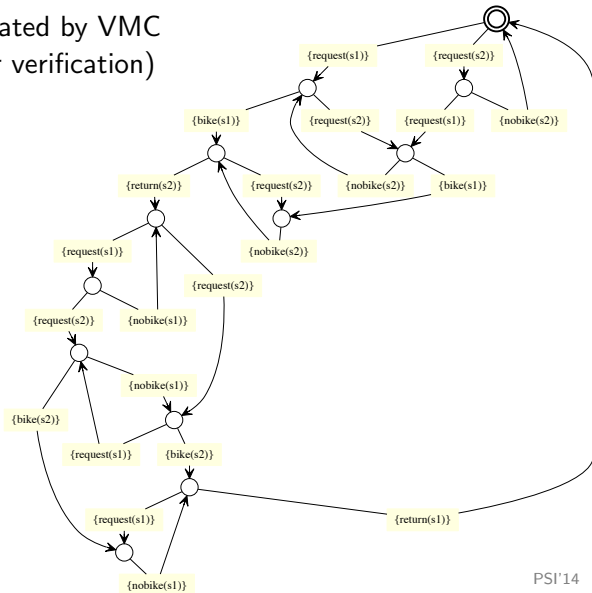 ated by VMC
r verification)
{request(s1)}
{request(s2)}
{bike(s1)}
{request(s2)}
{request(s1)}
{nobike(s2)}
{return(s2)}
{request(s2)}
{nobike(s2)}
{bike(s1)}
{request(s1)}
{nobike(s2)}
{request(s2)}
{request(s2)}
{nobike(s1)}
{nobike(s1)}
{bike(s2)}
{request(s1)}
{bike(s2)}
{request(s1)}
{return(s1)}
{nobike(s1)}
PSI'14